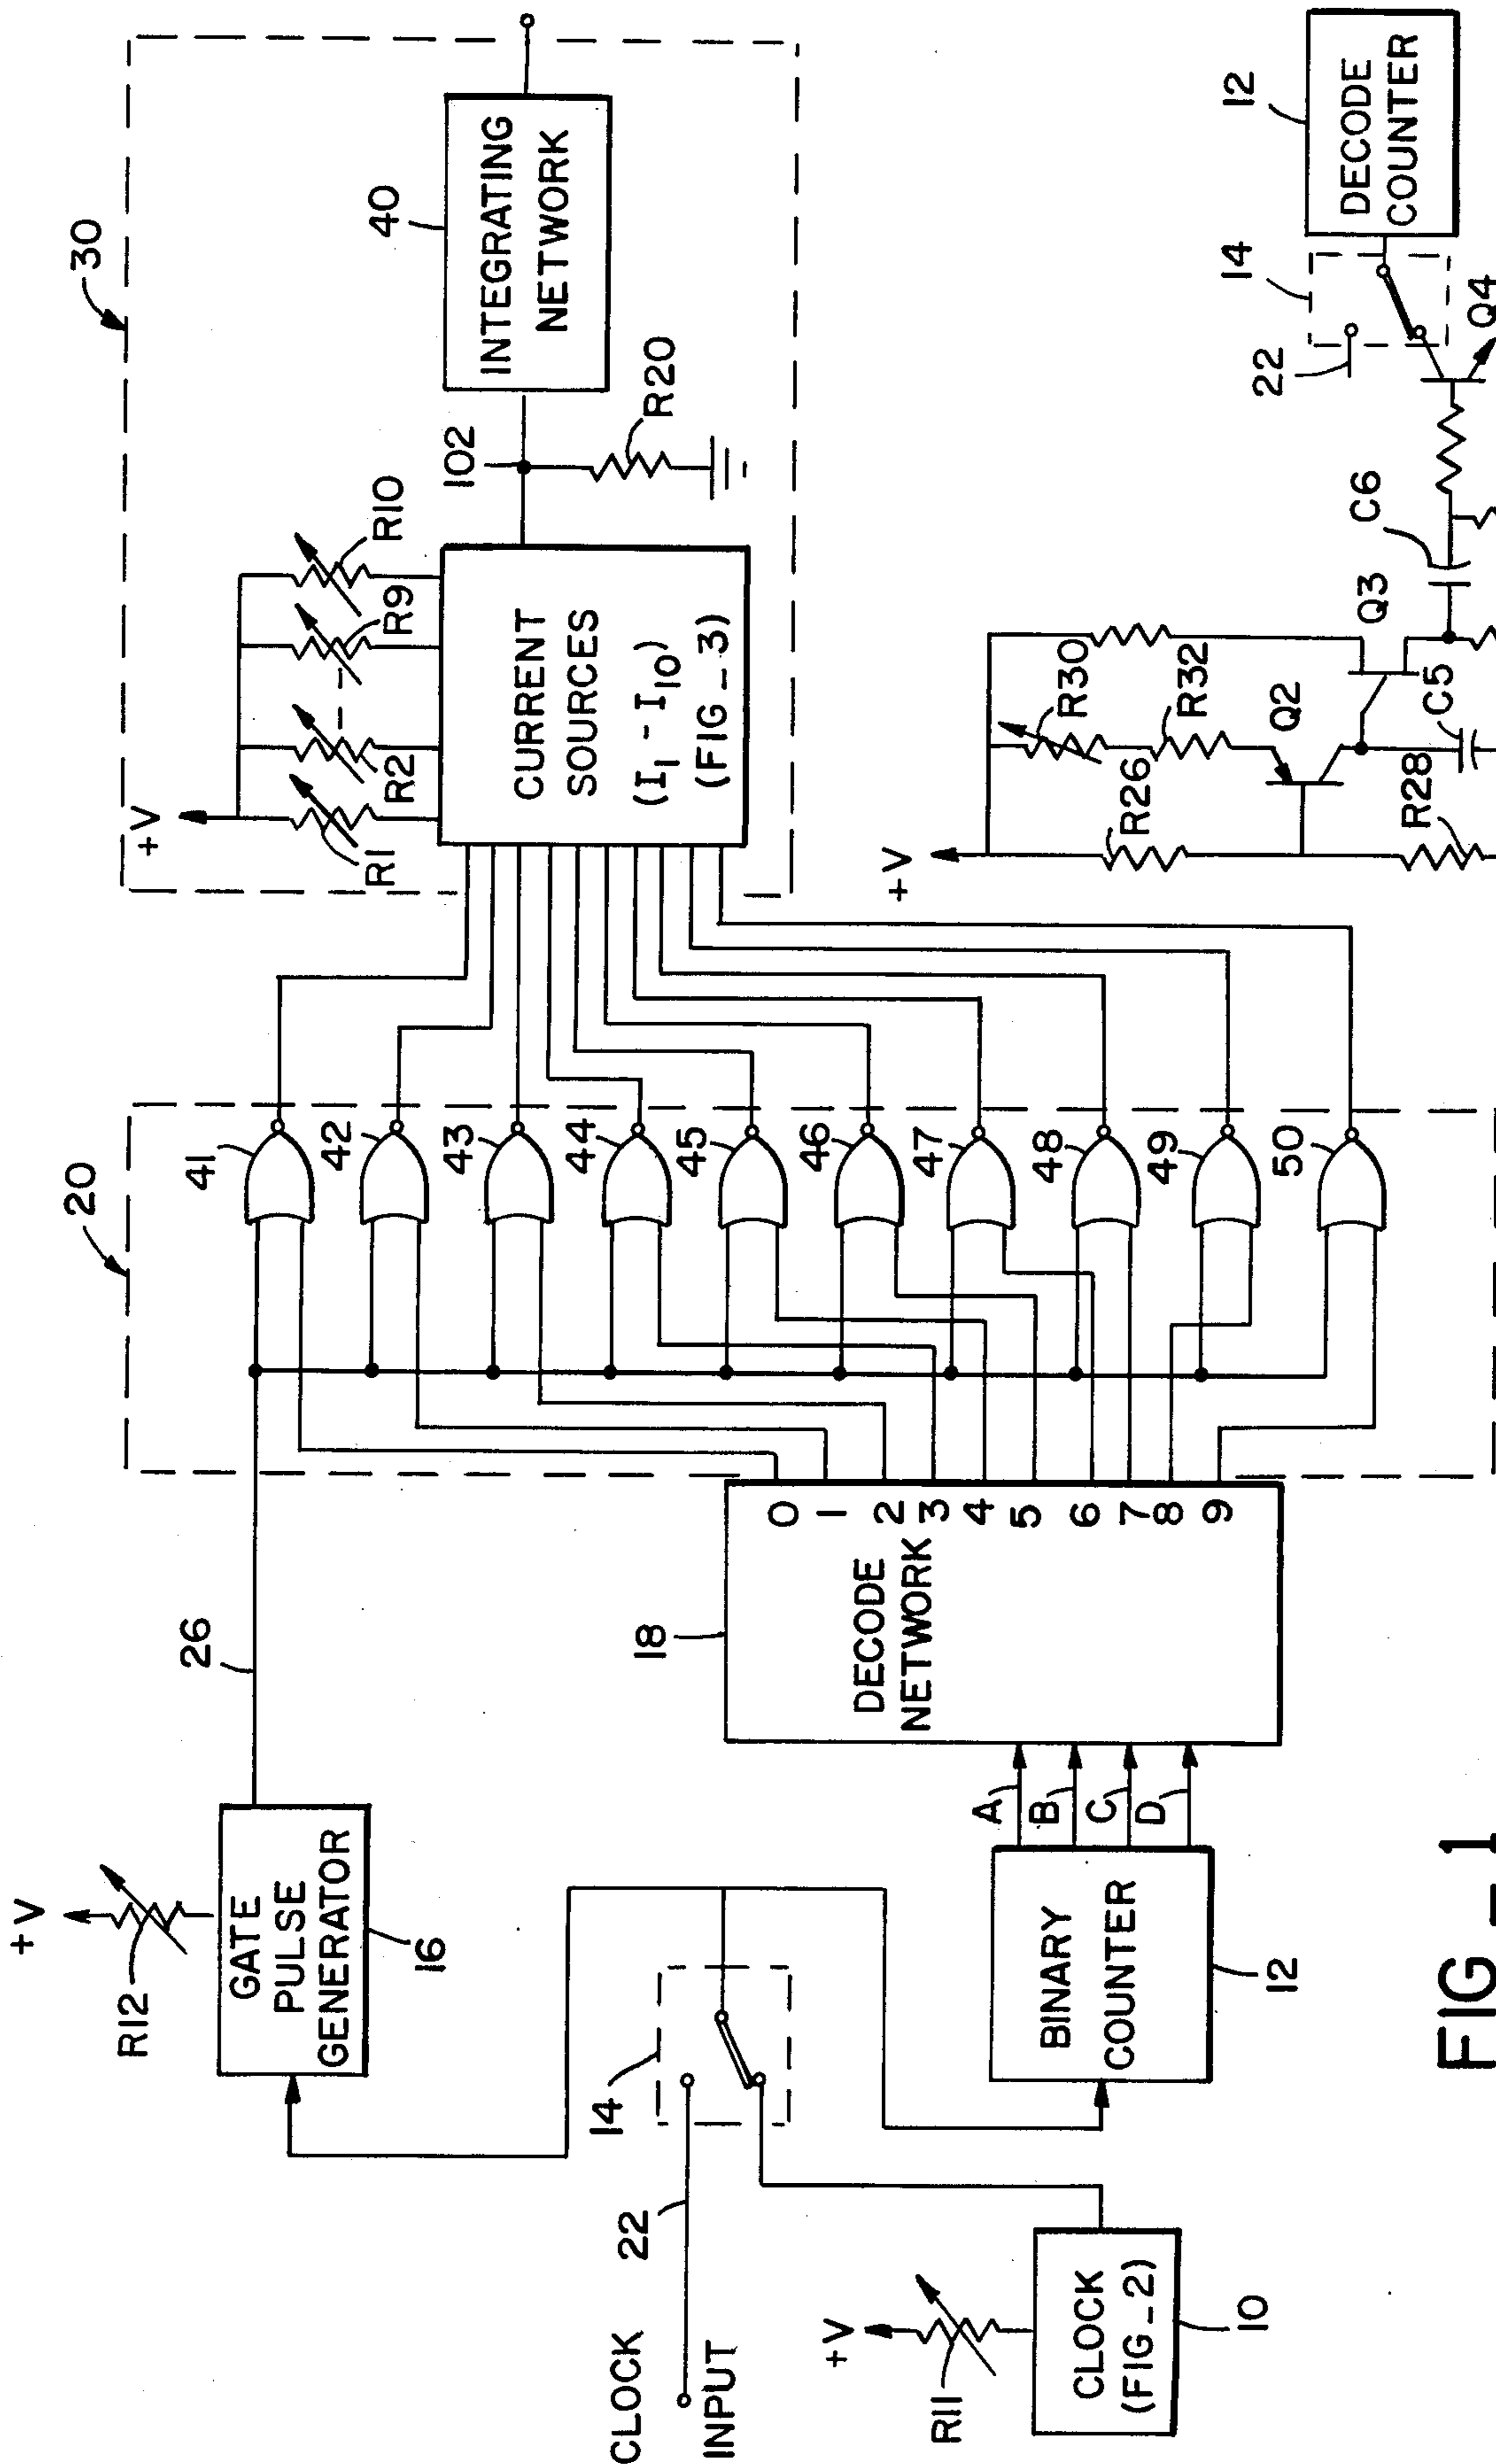 +V
R12
GATE
PULSE
GENERATOR
16
26
20
41
42
43
44
45
46
47
48
49
50
30
+V
R1
R2
R9
R10
CURRENT
SOURCES
(I1 - I10)
(FIG_3)
102
R20
40
INTEGRATING
NETWORK
CLOCK
INPUT
22
14
+V
R11
CLOCK
(FIG_2)
10
BINARY
COUNTER
12
A
B
C
D
18
DECODE
NETWORK
0
1
2
3
4
5
6
7
8
9
+V
R26
R28
R30
R32
Q2
C5
Q3
C6
Q4
22
14
12
DECODE
COUNTER
FIG_1